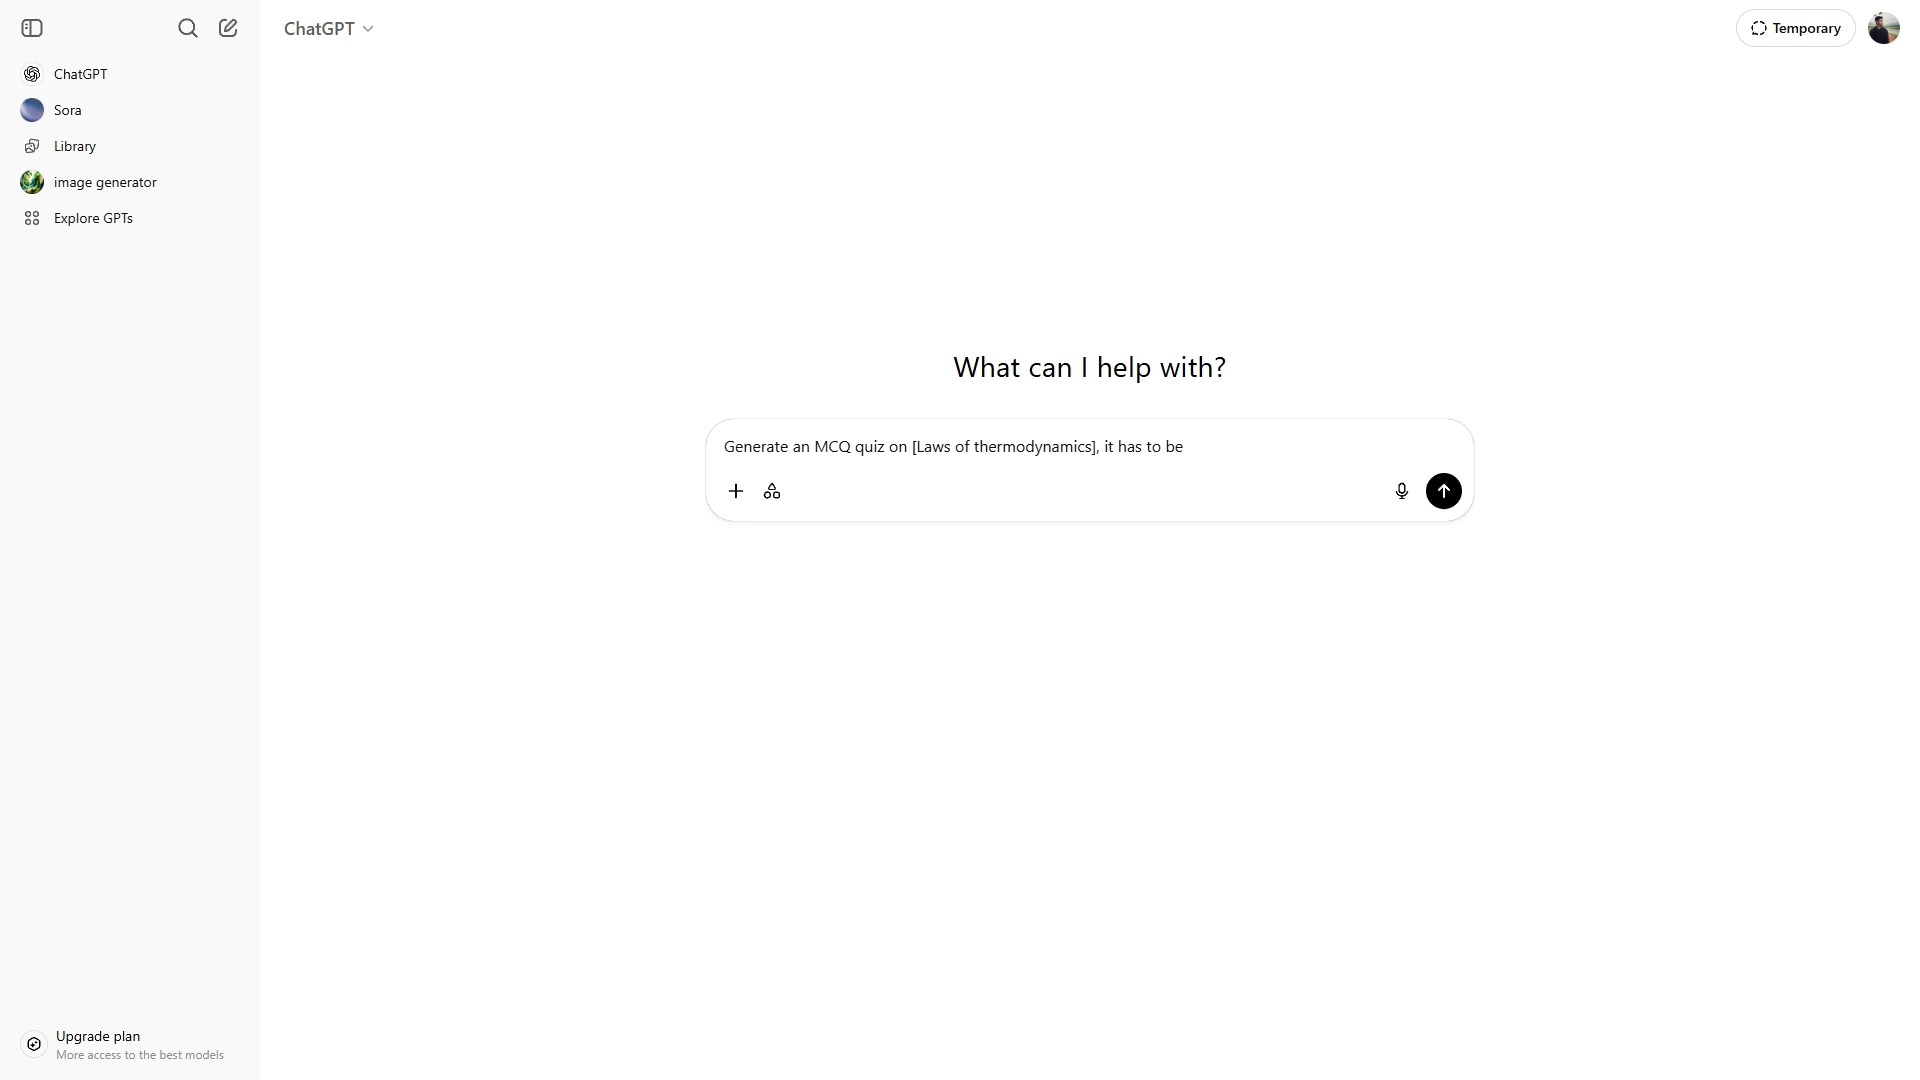 ChatGPT
Temporary
ChatGPT
Sora
Library
image generator
Explore GPTs
What can I help with?
Generate an MCQ quiz on [Laws of thermodynamics], it has to be
Upgrade plan
More access to the best models